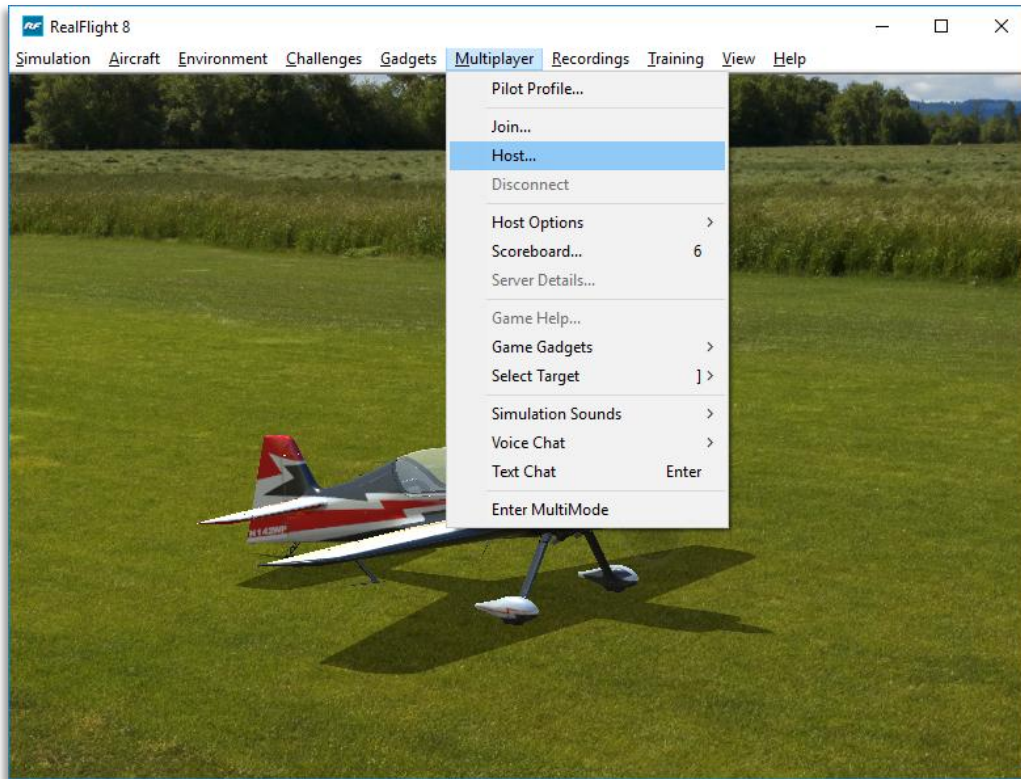 RF RealFlight 8
Simulation Aircraft Environment Challenges Gadgets Multiplayer Recordings Training View Help
Pilot Profile...
Join...
Host...
Disconnect
Host Options
Scoreboard... 6
Server Details...
Game Help...
Game Gadgets
Select Target ]
Simulation Sounds
Voice Chat
Text Chat Enter
Enter MultiMode
N143WP